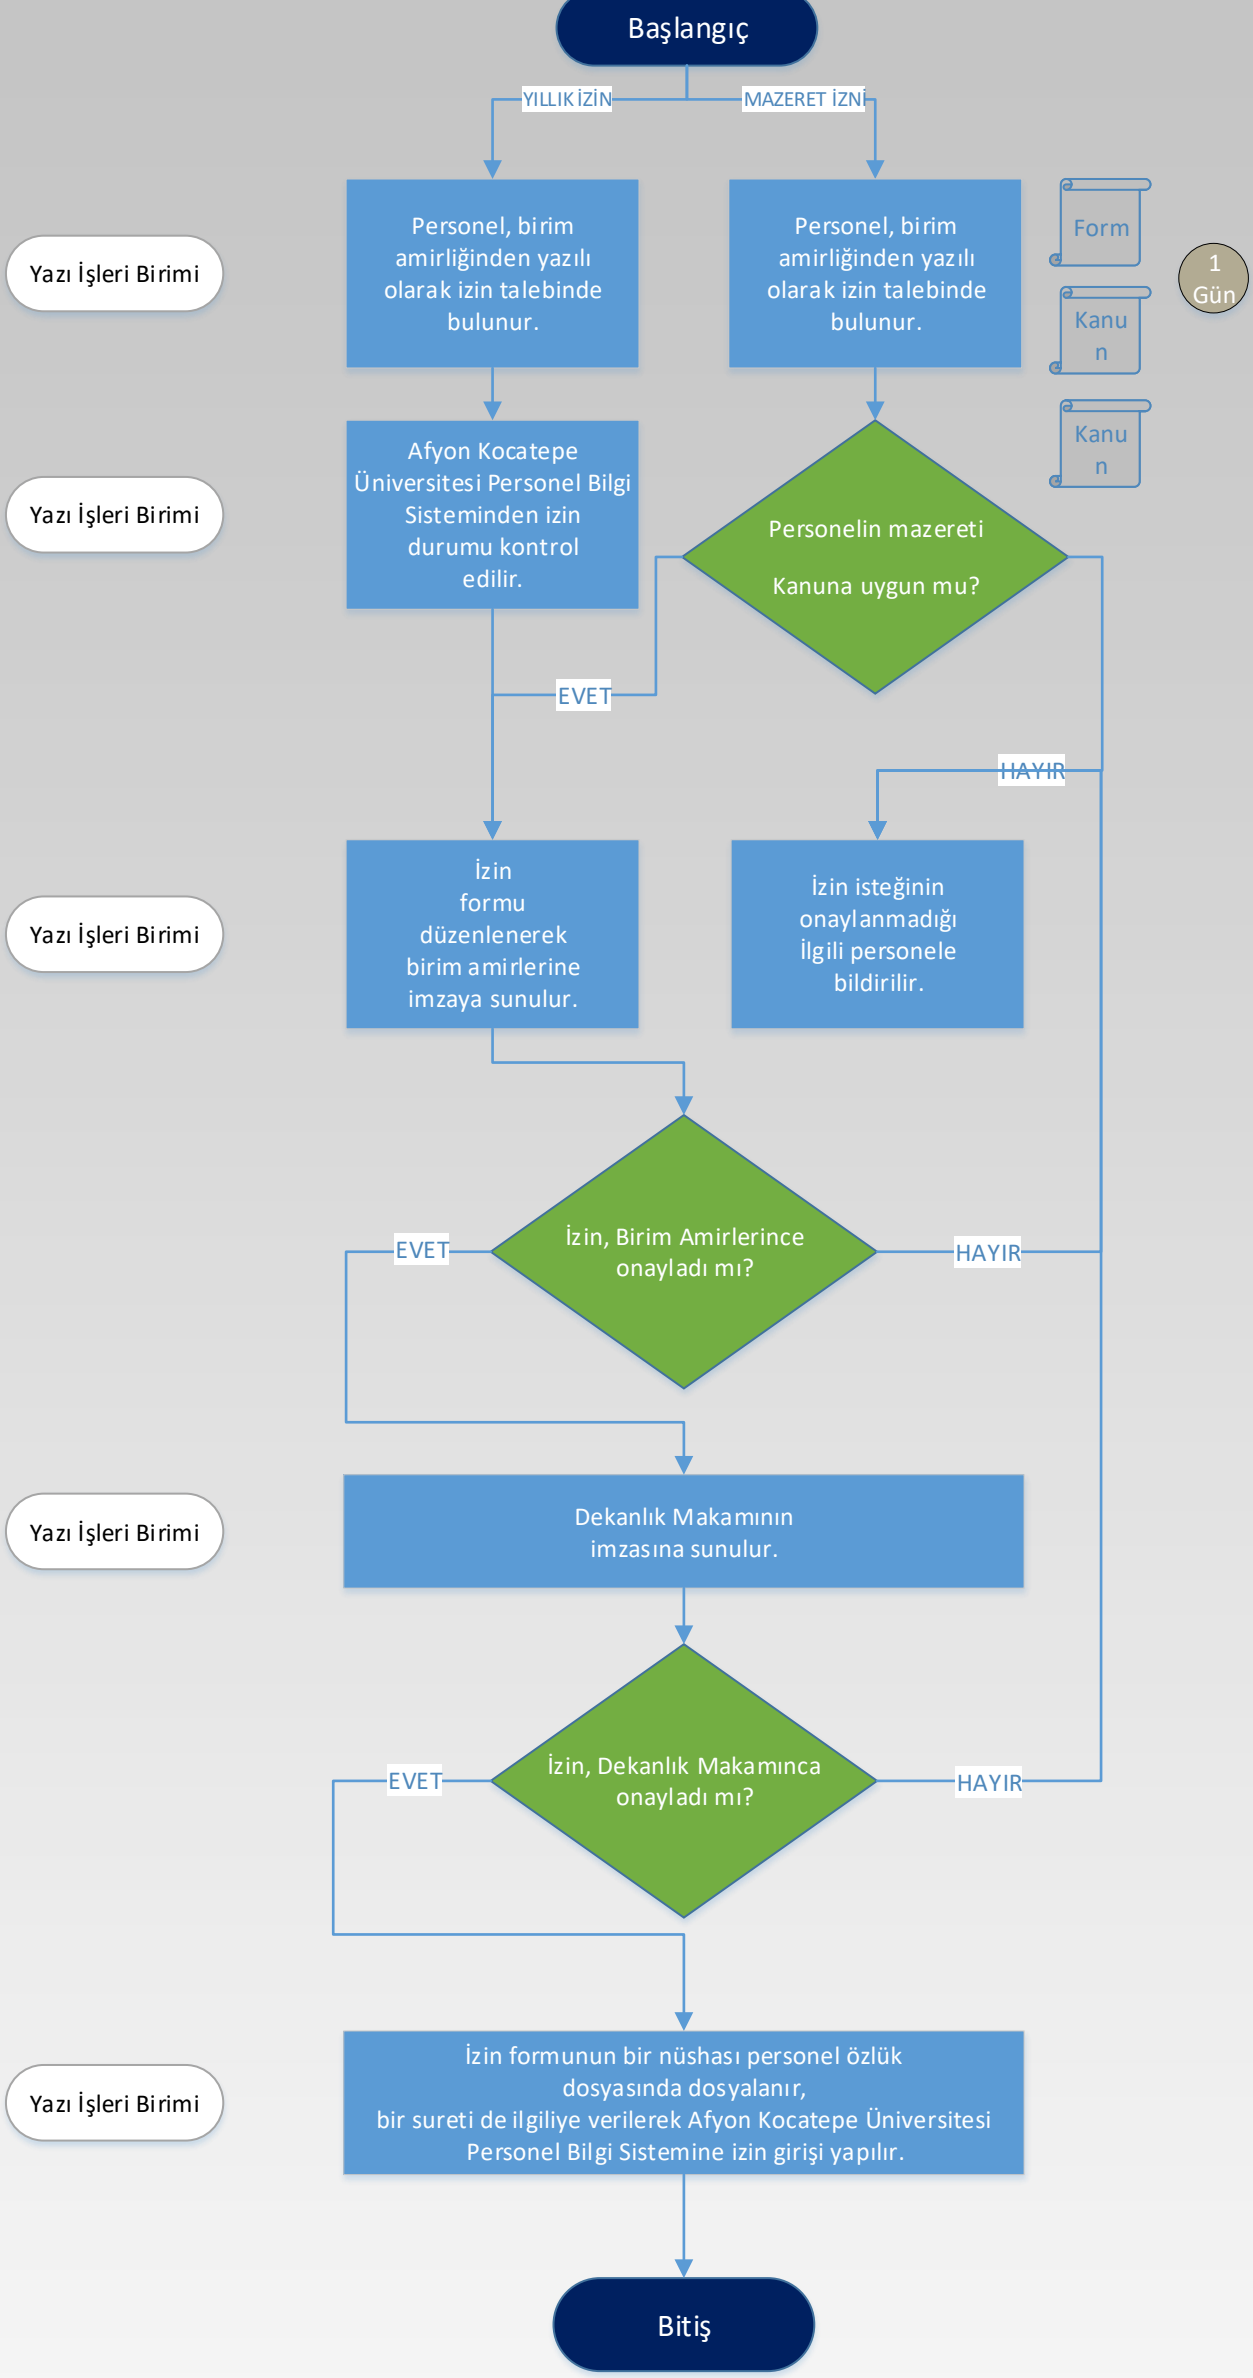 Başlangıç
YILLIK İZİN
MAZERET İZNİ
Yazı İşleri Birimi
Personel, birim
amirliğinden yazılı
olarak izin talebinde
bulunur.
Personel, birim
amirliğinden yazılı
olarak izin talebinde
bulunur.
Form
1
Gün
Kanu
n
Kanu
n
Yazı İşleri Birimi
Afyon Kocatepe
Üniversitesi Personel Bilgi
Sisteminden izin
durumu kontrol
edilir.
Personelin mazereti
Kanuna uygun mu?
EVET
HAYIR
Yazı İşleri Birimi
İzin
formu
düzenlenerek
birim amirlerine
imzaya sunulur.
İzin isteğinin
onaylanmadığı
İlgili personele
bildirilir.
İzin, Birim Amirlerince
onayladı mı?
EVET
HAYIR
Yazı İşleri Birimi
Dekanlık Makamının
imzasına sunulur.
İzin, Dekanlık Makamınca
onayladı mı?
EVET
HAYIR
Yazı İşleri Birimi
İzin formunun bir nüshası personel özlük
dosyasında dosyalanır,
bir sureti de ilgiliye verilerek Afyon Kocatepe Üniversitesi
Personel Bilgi Sistemine izin girişi yapılır.
Bitiş